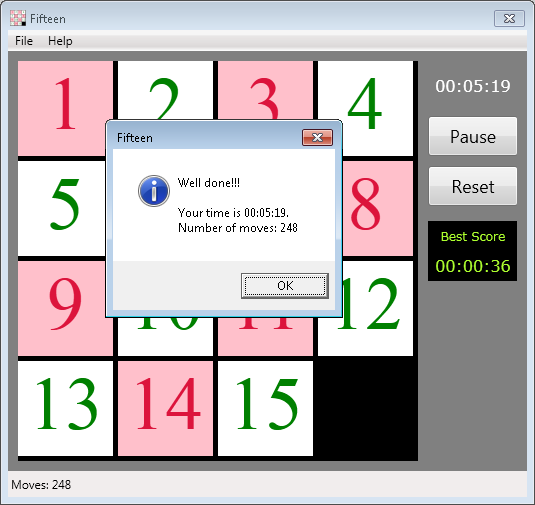 Fifteen
File Help
1 2 3 4
00:05:19
Pause
Fifteen
Well done!!!
5 8
Reset
Your time is 00:05:19.
Number of moves: 248
Best Score
00:00:36
OK
9 10 11 12
13 14 15
Moves: 248